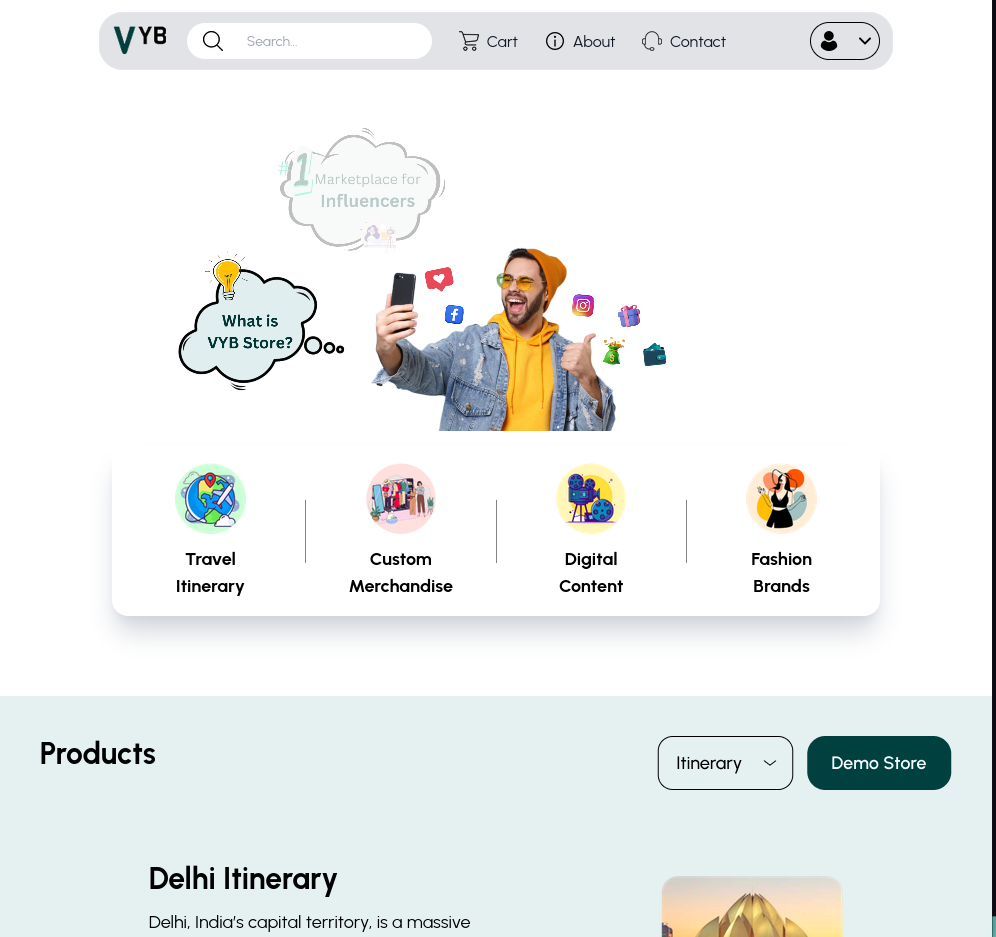 VYB
Search...
Cart
About
Contact
#1
Marketplace for
Influencers
What is
VYB Store?
Travel
Itinerary
Custom
Merchandise
Digital
Content
Fashion
Brands
Products
Itinerary
Demo Store
Delhi Itinerary
Delhi, India's capital territory, is a massive